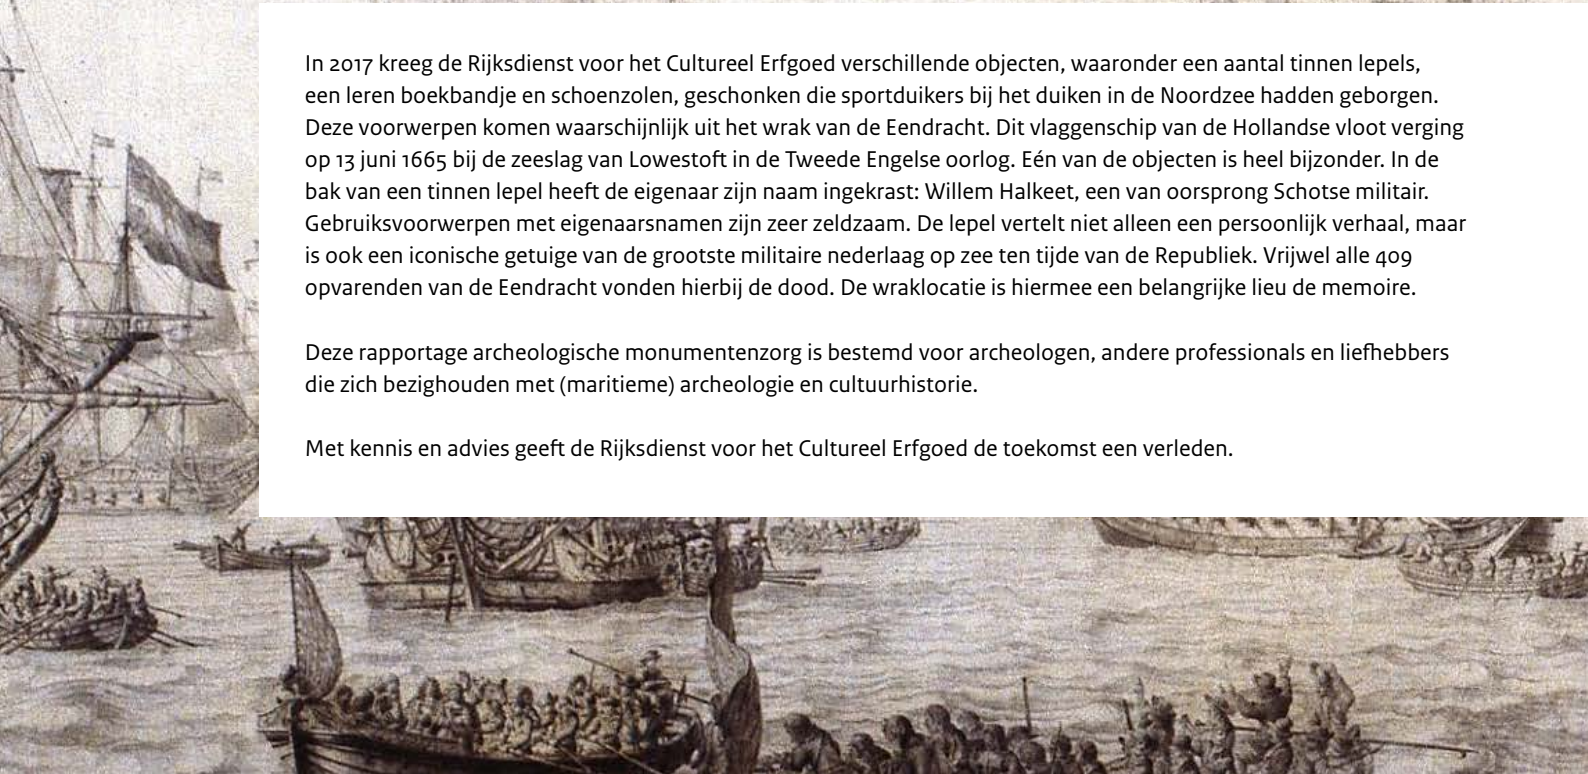 In 2017 kreeg de Rijksdienst voor het Cultureel Erfgoed verschillende objecten, waaronder een aantal tinnen lepels,
een leren boekbandje en schoenzolen, geschonken die sportduikers bij het duiken in de Noordzee hadden geborgen.
Deze voorwerpen komen waarschijnlijk uit het wrak van de Eendracht. Dit vlaggenschip van de Hollandse vloot verging
op 13 juni 1665 bij de zeeslag van Lowestoft in de Tweede Engelse oorlog. Eén van de objecten is heel bijzonder. In de
bak van een tinnen lepel heeft de eigenaar zijn naam ingekrast: Willem Halkeet, een van oorsprong Schotse militair.
Gebruiksvoorwerpen met eigenaarsnamen zijn zeer zeldzaam. De lepel vertelt niet alleen een persoonlijk verhaal, maar
is ook een iconische getuige van de grootste militaire nederlaag op zee ten tijde van de Republiek. Vrijwel alle 409
opvarenden van de Eendracht vonden hierbij de dood. De wraklocatie is hiermee een belangrijke lieu de memoire.
Deze rapportage archeologische monumentenzorg is bestemd voor archeologen, andere professionals en liefhebbers
die zich bezighouden met (maritieme) archeologie en cultuurhistorie.
Met kennis en advies geeft de Rijksdienst voor het Cultureel Erfgoed de toekomst een verleden.